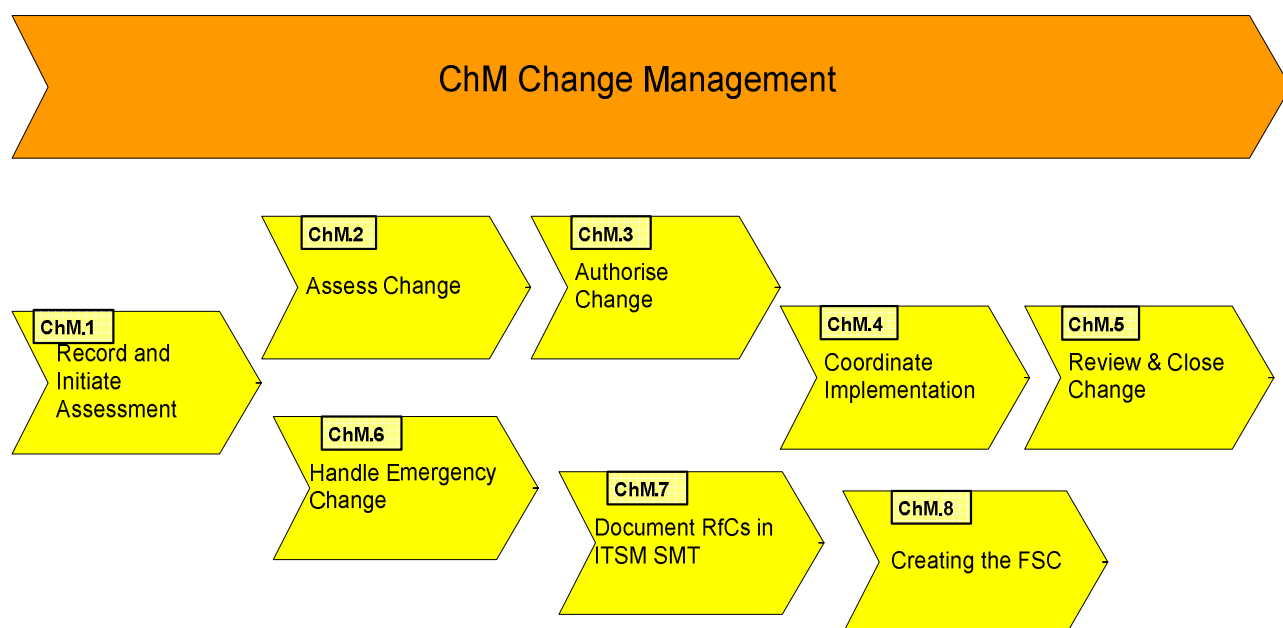 ChM Change Management
ChM.1
Record and
Initiate
Assessment
ChM.2
Assess Change
ChM.3
Authorise
Change
ChM.4
Coordinate
Implementation
ChM.5
Review & Close
Change
ChM.6
Handle Emergency
Change
ChM.7
Document RfCs in
ITSM SMT
ChM.8
Creating the FSC